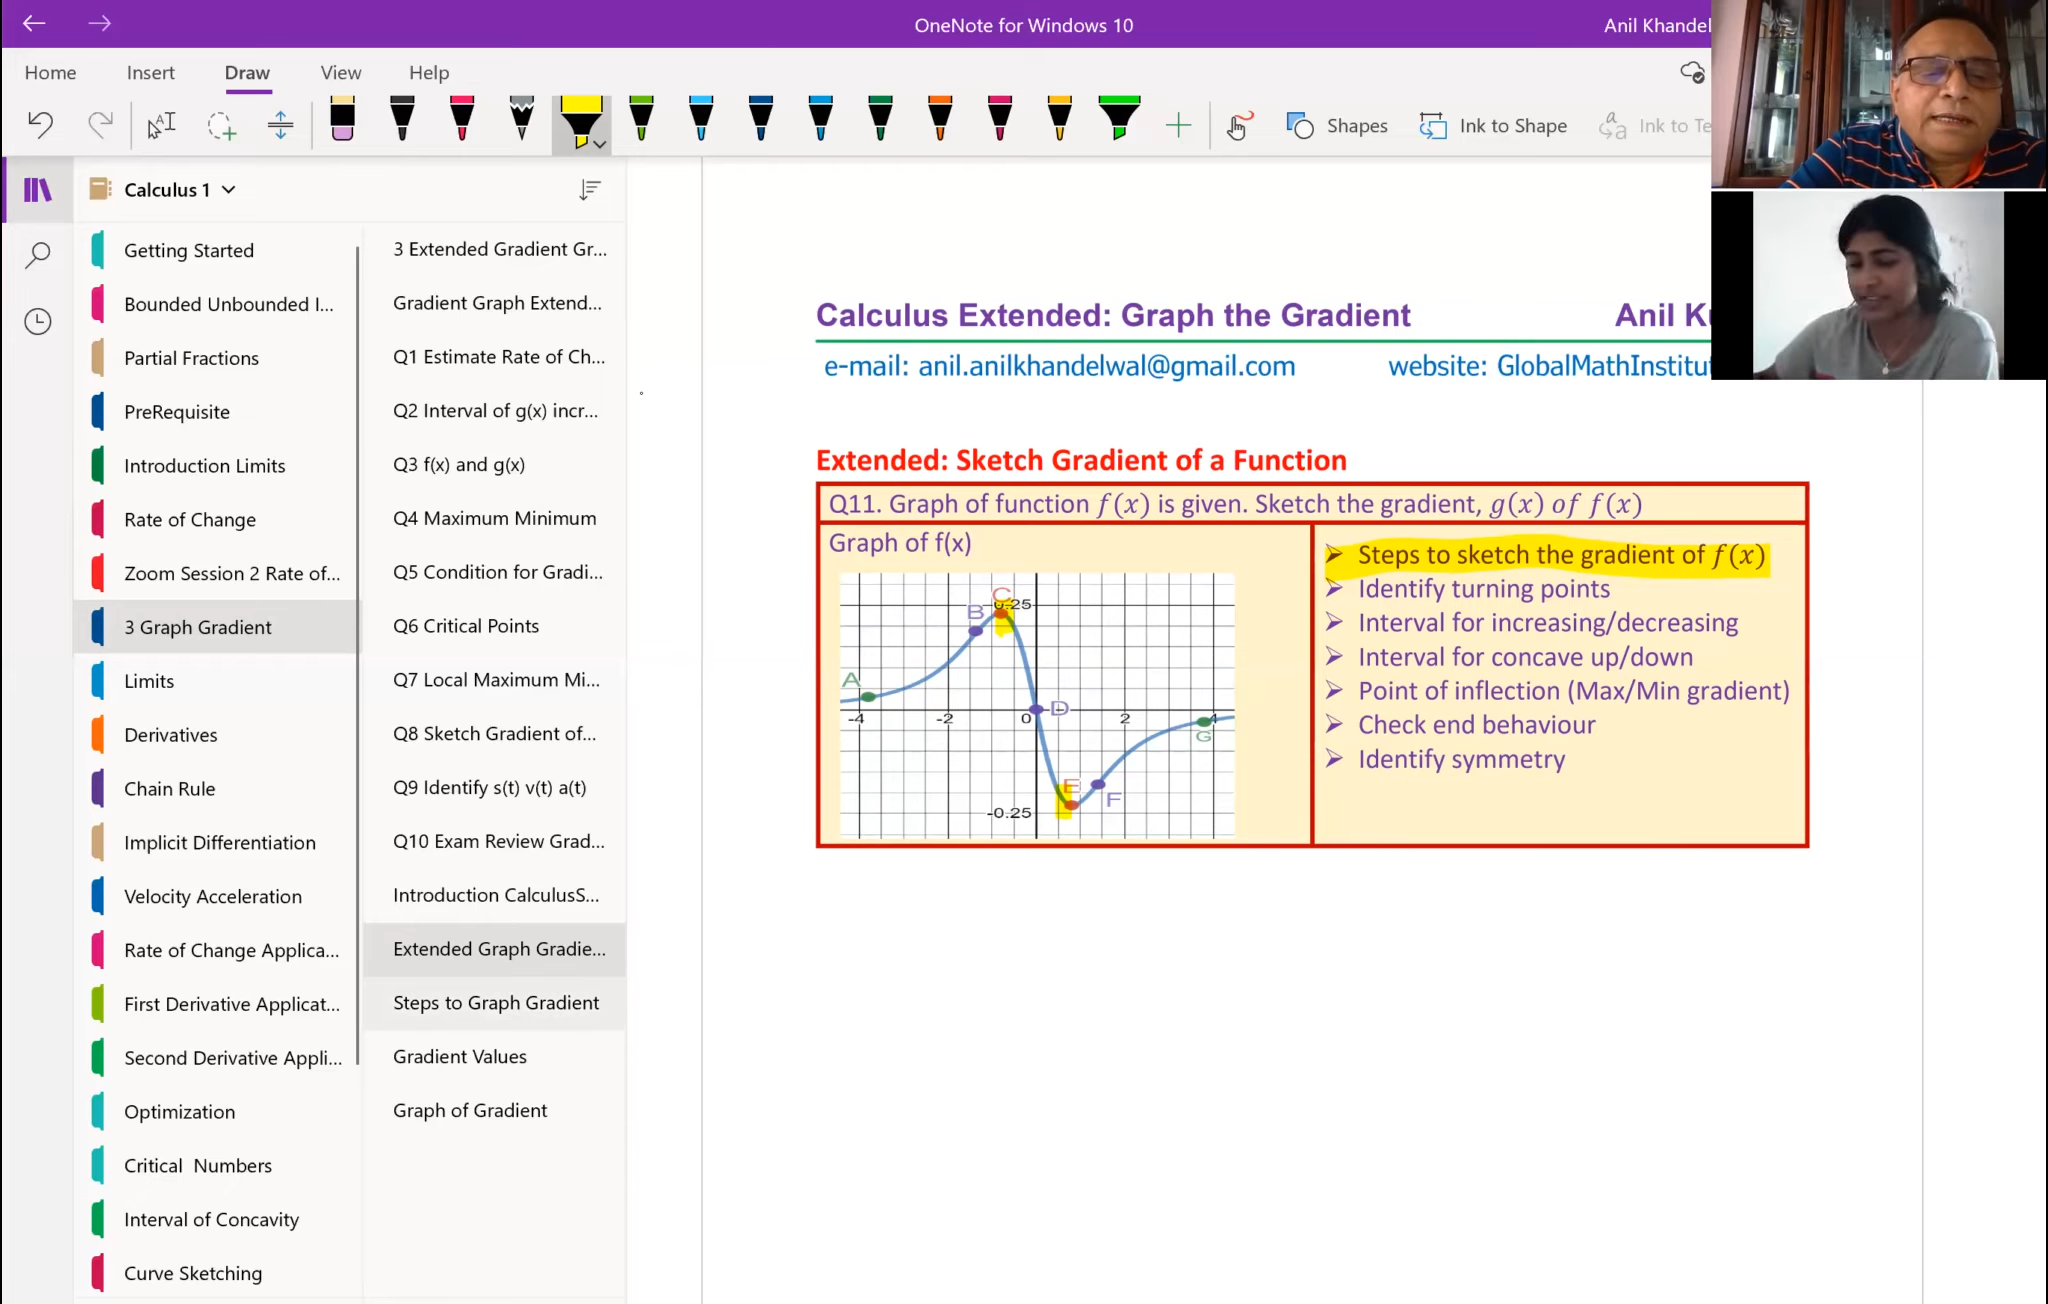 OneNote for Windows 10
Anil Khandel
Home Insert Draw View Help
Shapes Ink to Shape Ink to Te
Calculus 1
Getting Started
Bounded Unbounded I...
Partial Fractions
PreRequisite
Introduction Limits
Rate of Change
Zoom Session 2 Rate of...
3 Graph Gradient
Limits
Derivatives
Chain Rule
Implicit Differentiation
Velocity Acceleration
Rate of Change Applica...
First Derivative Applicat...
Second Derivative Appli...
Optimization
Critical Numbers
Interval of Concavity
Curve Sketching
3 Extended Gradient Gr...
Gradient Graph Extend...
Q1 Estimate Rate of Ch...
Q2 Interval of g(x) incr...
Q3 f(x) and g(x)
Q4 Maximum Minimum
Q5 Condition for Gradi...
Q6 Critical Points
Q7 Local Maximum Mi...
Q8 Sketch Gradient of...
Q9 Identify s(t) v(t) a(t)
Q10 Exam Review Grad...
Introduction CalculusS...
Extended Graph Gradie...
Steps to Graph Gradient
Gradient Values
Graph of Gradient
Calculus Extended: Graph the Gradient Anil K
e-mail: anil.anilkhandelwal@gmail.com website: GlobalMathInstitu
Extended: Sketch Gradient of a Function
Q11. Graph of function f(x) is given. Sketch the gradient, g(x) of f(x)
Graph of f(x)
C
B 0.25
A
-4 -2 0 D 2 4
G
E
F
-0.25
➢ Steps to sketch the gradient of f(x)
➢ Identify turning points
➢ Interval for increasing/decreasing
➢ Interval for concave up/down
➢ Point of inflection (Max/Min gradient)
➢ Check end behaviour
➢ Identify symmetry